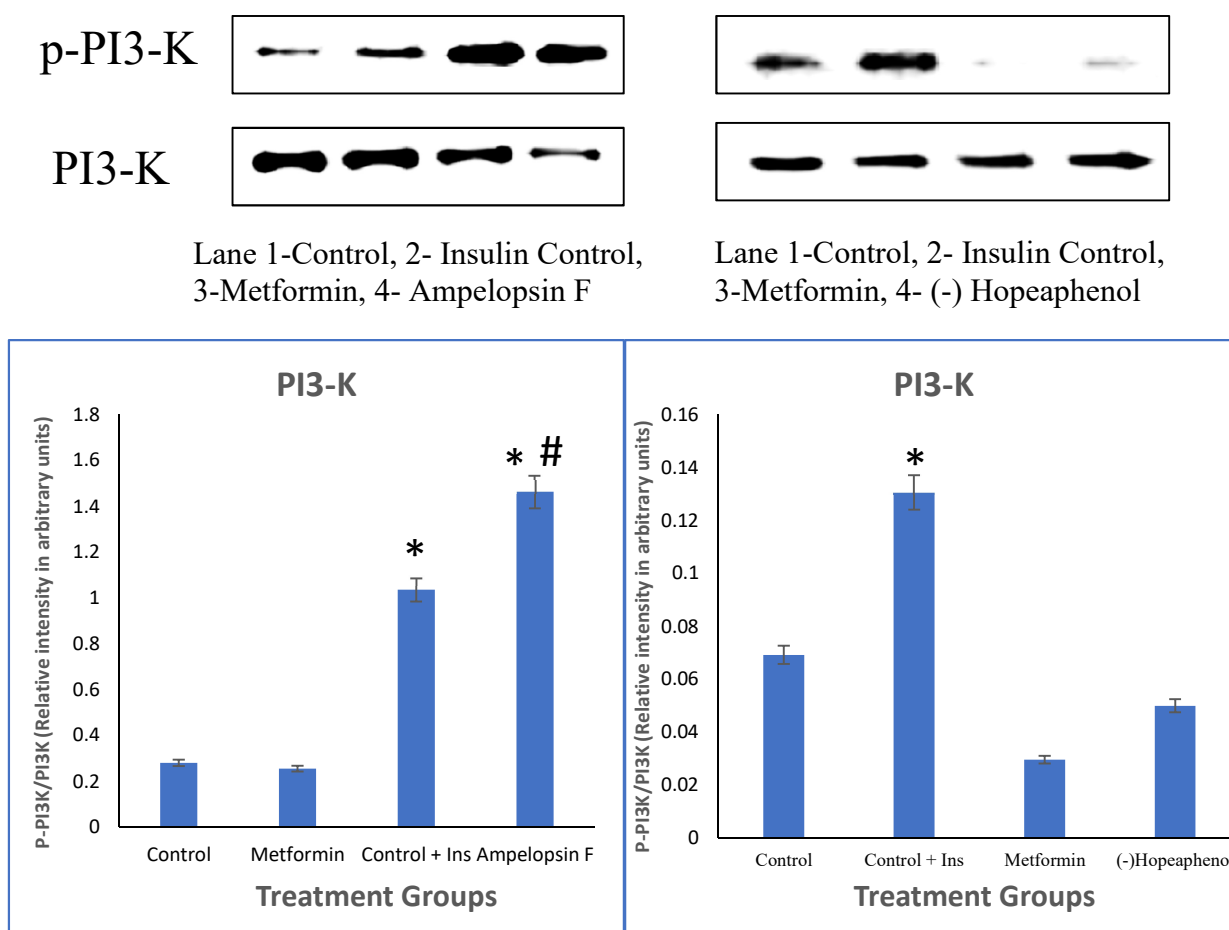 p-PI3-K
PI3-K
Lane 1-Control, 2- Insulin Control,
3-Metformin, 4- Ampelopsin F
Lane 1-Control, 2- Insulin Control,
3-Metformin, 4- (-) Hopeaphenol
PI3-K
P-PI3K/PI3K (Relative intensity in arbitrary units)
1.8
1.6
1.4
1.2
1
0.8
0.6
0.4
0.2
0
*
* #
Control Metformin Control + Ins Ampelopsin F
Treatment Groups
PI3-K
P-PI3K/PI3K (Relative intensity in arbitrary units)
0.16
0.14
0.12
0.1
0.08
0.06
0.04
0.02
0
*
Control Control + Ins Metformin (-)Hopeapheno
Treatment Groups